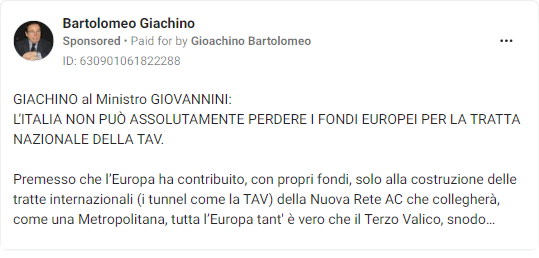 Bartolomeo Giachino
Sponsored • Paid for by Gioachino Bartolomeo
ID: 630901061822288
GIACHINO al Ministro GIOVANNINI:
L’ITALIA NON PUÒ ASSOLUTAMENTE PERDERE I FONDI EUROPEI PER LA TRATTA
NAZIONALE DELLA TAV.
Premesso che l’Europa ha contribuito, con propri fondi, solo alla costruzione delle
tratte internazionali (i tunnel come la TAV) della Nuova Rete AC che collegherà,
come una Metropolitana, tutta l’Europa tant' è vero che il Terzo Valico, snodo...